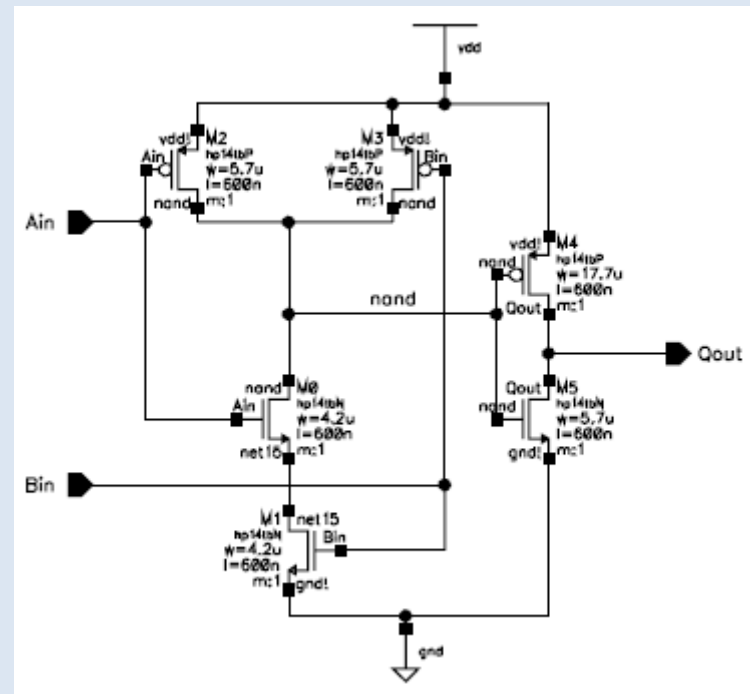 vdd
vdd!
M2
Ain
hp14tbP
w=5.7u
l=600n
nand
m:1
M3
vdd!
hp14tbP
Bin
w=5.7u
l=600n
m:1
nand
Ain
vdd!
M4
nand
hp14tbP
w=17.7u
l=600n
Qout
m:1
nand
Qout
nand
M0
Ain
hp14tbN
w=4.2u
l=600n
net15
m:1
Qout
M5
nand
hp14tbN
w=5.7u
l=600n
gnd!
m:1
Bin
M1
net15
hp14tbN
Bin
w=4.2u
l=600n
m:1
gnd!
gnd